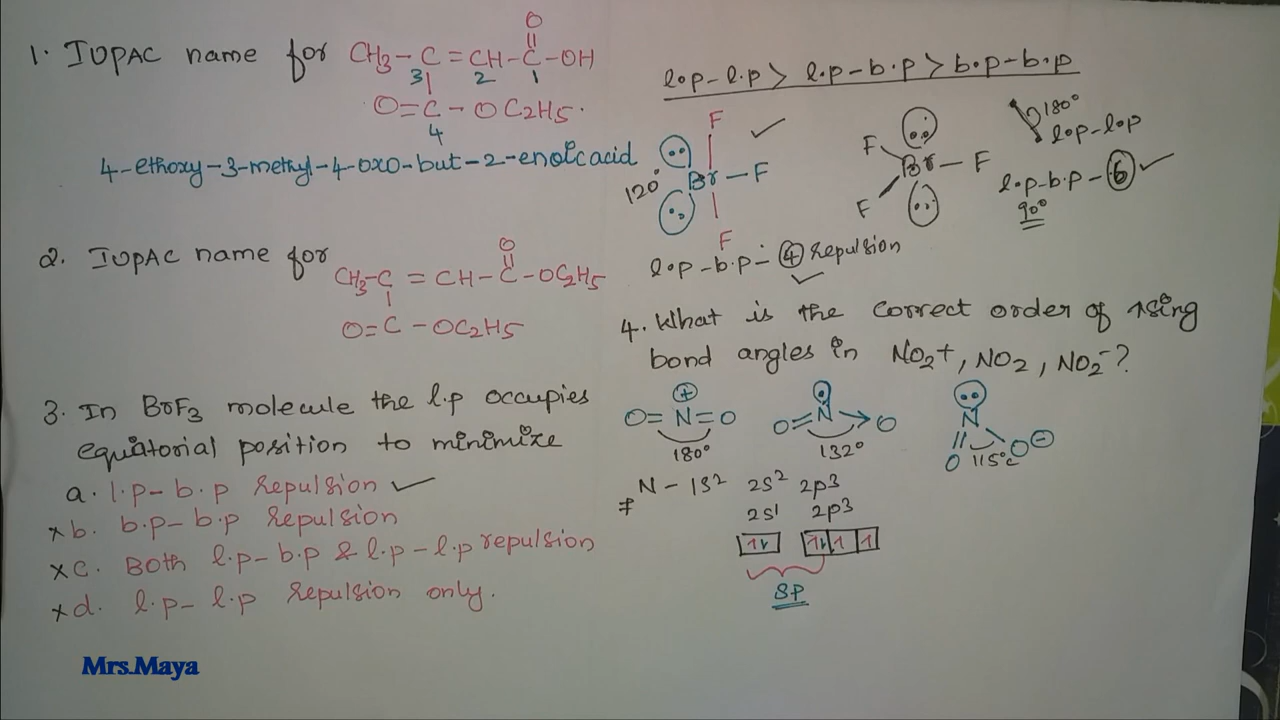 1. IUPAC name for CH3-C=CH-C-OH
O
3 2 1
O=C-OC2H5.
4
4-ethoxy-3-methyl-4-oxo-but-2-enoic acid
2. IUPAC name for
O
CH3-C=CH-C-OC2H5
O=C-OC2H5
3. In BrF3 molecule the l.p occupies
equatorial position to minimize
a. l.p-b.p repulsion ✓
xb. b.p-b.p repulsion
xc. Both l.p-b.p & l.p-l.p repulsion
xd. l.p-l.p repulsion only.
Mrs.Maya
l.p-l.p > l.p-b.p > b.p-b.p
F
120° Br-F
F
l.p-b.p-④ repulsion
F Br-F
F
180°
l.p-l.p
l.p-b.p-⑥ ✓
90°
4. What is the correct order of
bond angles in NO2+, NO2, NO2-?
O=N=O
+
180°
O=N→O
132°
N
O O-
115°
N-1s2 2s2 2p3
2s1 2p3
sp